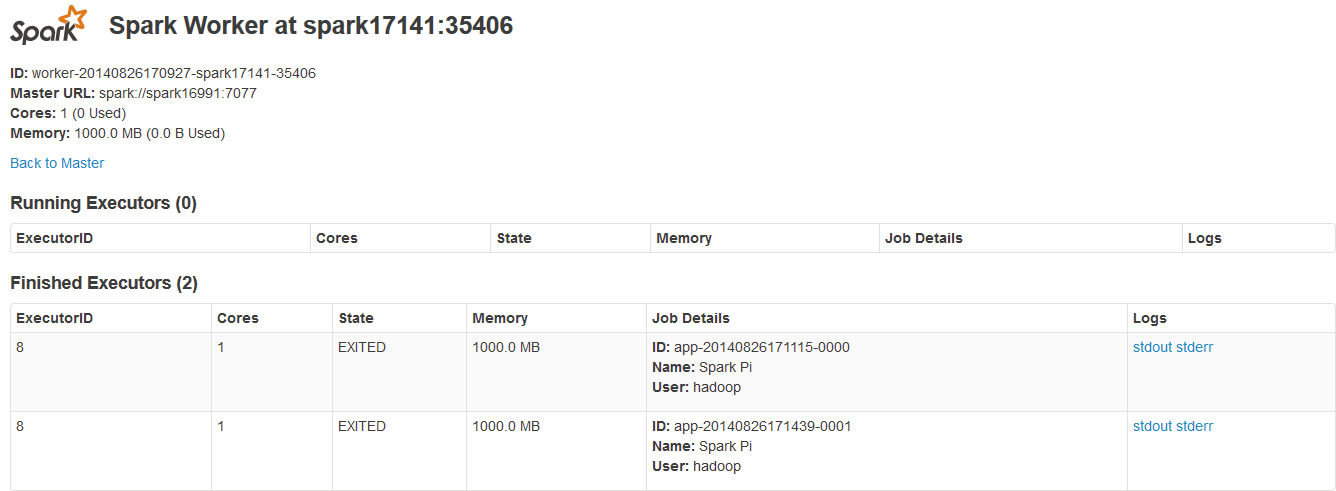 Spark Spark Worker at spark17141:35406
ID: worker-20140826170927-spark17141-35406
Master URL: spark://spark16991:7077
Cores: 1 (0 Used)
Memory: 1000.0 MB (0.0 B Used)
Back to Master
Running Executors (0)
ExecutorID Cores State Memory Job Details Logs
Finished Executors (2)
ExecutorID Cores State Memory Job Details Logs
8 1 EXITED 1000.0 MB ID: app-20140826171115-0000 stdout stderr
Name: Spark Pi
User: hadoop
8 1 EXITED 1000.0 MB ID: app-20140826171439-0001 stdout stderr
Name: Spark Pi
User: hadoop